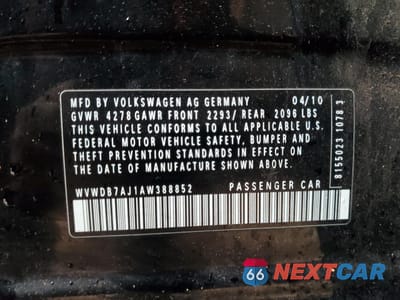 MFD BY VOLKSWAGEN AG GERMANY 04/10
GVWR 4278 GAWR FRONT 2293/ REAR 2096 LBS
THIS VEHICLE CONFORMS TO ALL APPLICABLE U.S.
FEDERAL MOTOR VEHICLE SAFETY, BUMPER AND
THEFT PREVENTION STANDARDS IN EFFECT ON
THE DATE OF MANUFACTURE SHOWN ABOVE.
WVWDB7AJ1AW388852 PASSENGER CAR
8155023 1078 3
66 NEXTCAR